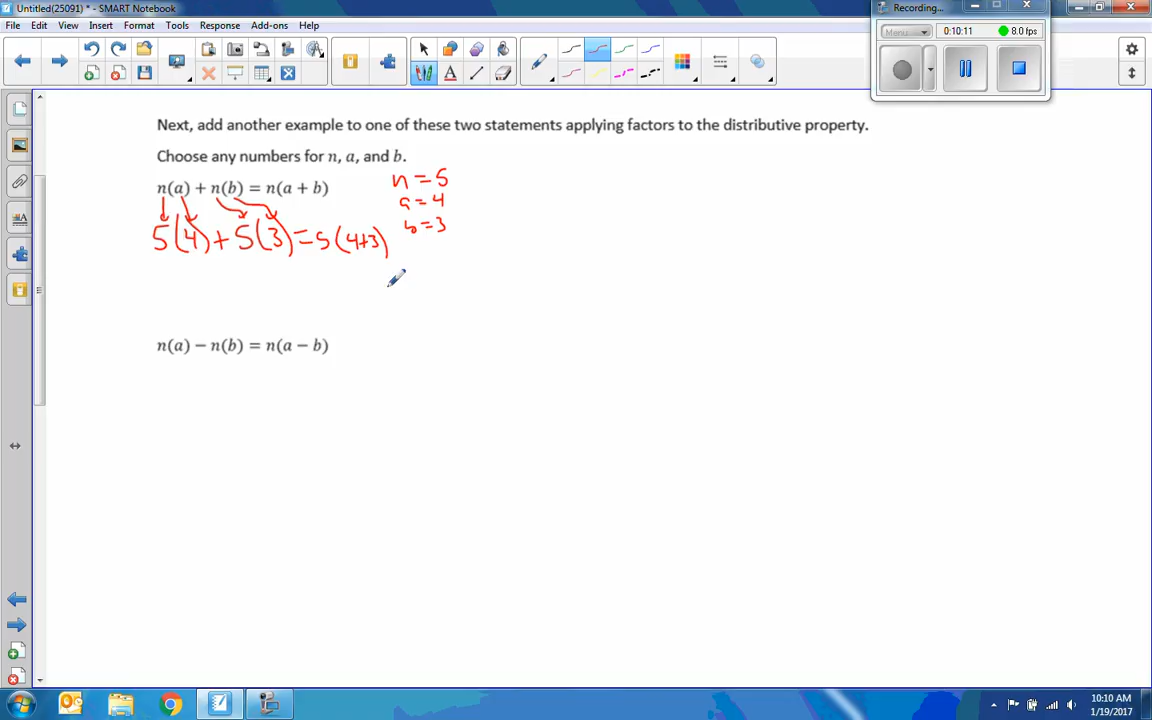 Untitled(25091) * - SMART Notebook
Recording...
File Edit View Insert Format Tools Response Add-ons Help
Menu 0:10:11 8.0 fps
Next, add another example to one of these two statements applying factors to the distributive property.
Choose any numbers for n, a, and b.
n(a) + n(b) = n(a + b)
n = 5
a = 4
b = 3
5(4) + 5(3) = 5(4+3)
n(a) − n(b) = n(a − b)
10:10 AM
1/19/2017